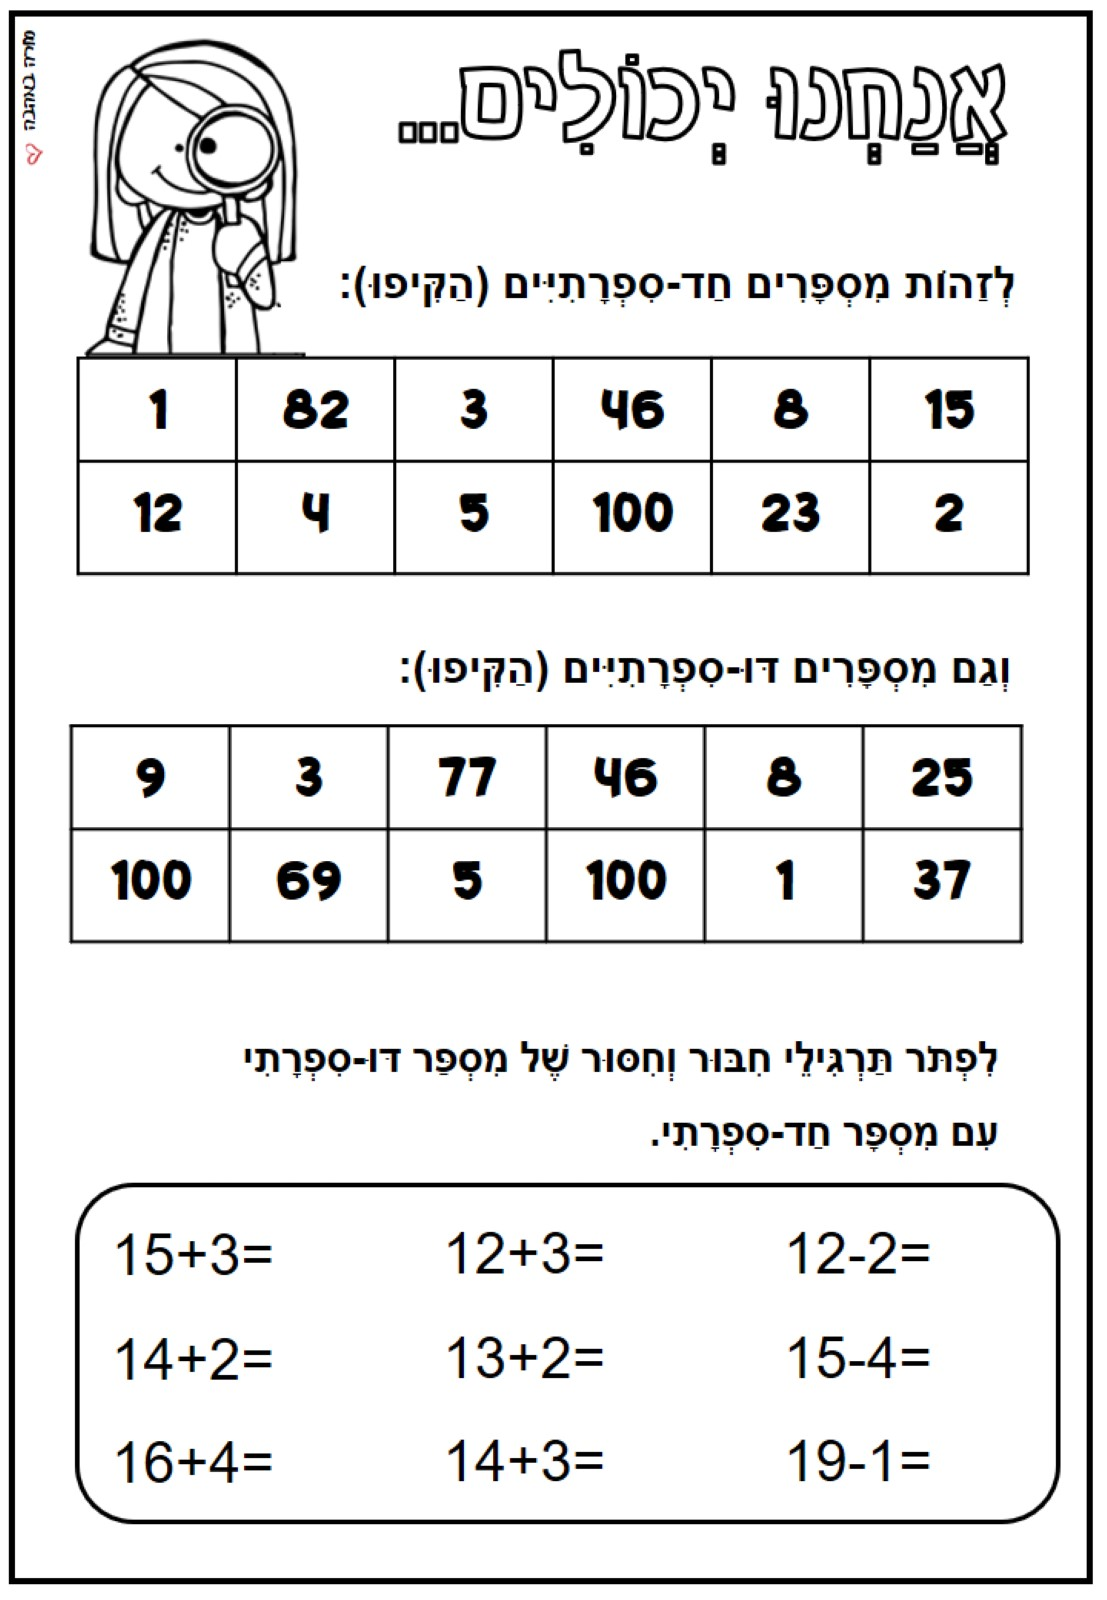 מורה באהבה
אֲנַחְנוּ יְכוֹלִים...
לְזַהוֹת מִסְפָּרִים חַד-סִפְרָתִיִּים (הַקִּיפוּ):
1 82 3 46 8 15
12 4 5 100 23 2
וְגַם מִסְפָּרִים דּוּ-סִפְרָתִיִּים (הַקִּיפוּ):
9 3 77 46 8 25
100 69 5 100 1 37
לִפְתֹּר תַּרְגִּילֵי חִבּוּר וְחִסּוּר שֶׁל מִסְפַּר דּוּ-סִפְרָתִי
עִם מִסְפָּר חַד-סִפְרָתִי.
15+3= 12+3= 12-2=
14+2= 13+2= 15-4=
16+4= 14+3= 19-1=